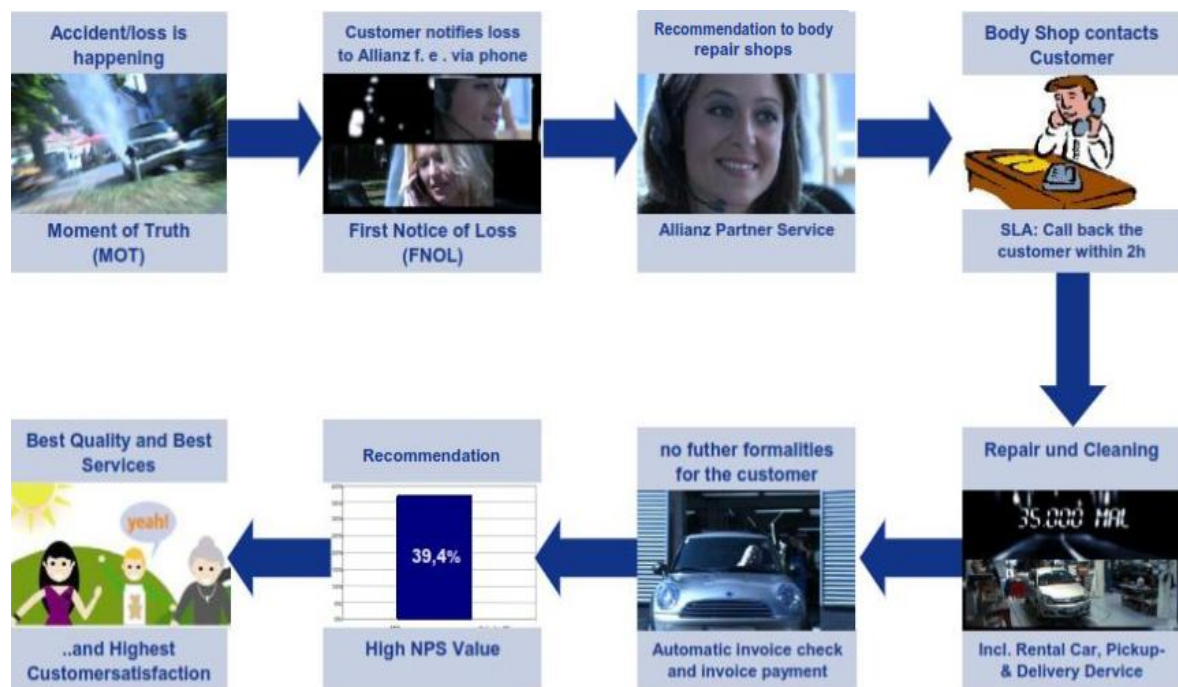 Accident/loss is
happening
Moment of Truth
(MOT)
Customer notifies loss
to Allianz f. e . via phone
First Notice of Loss
(FNOL)
Recommendation to body
repair shops
Allianz Partner Service
Body Shop contacts
Customer
SLA: Call back the
customer within 2h
Repair und Cleaning
35.000 MAL
Incl. Rental Car, Pickup-
& Delivery Dervice
no futher formalities
for the customer
Automatic invoice check
and invoice payment
Recommendation
39,4%
High NPS Value
Best Quality and Best
Services
yeah!
..and Highest
Customersatisfaction